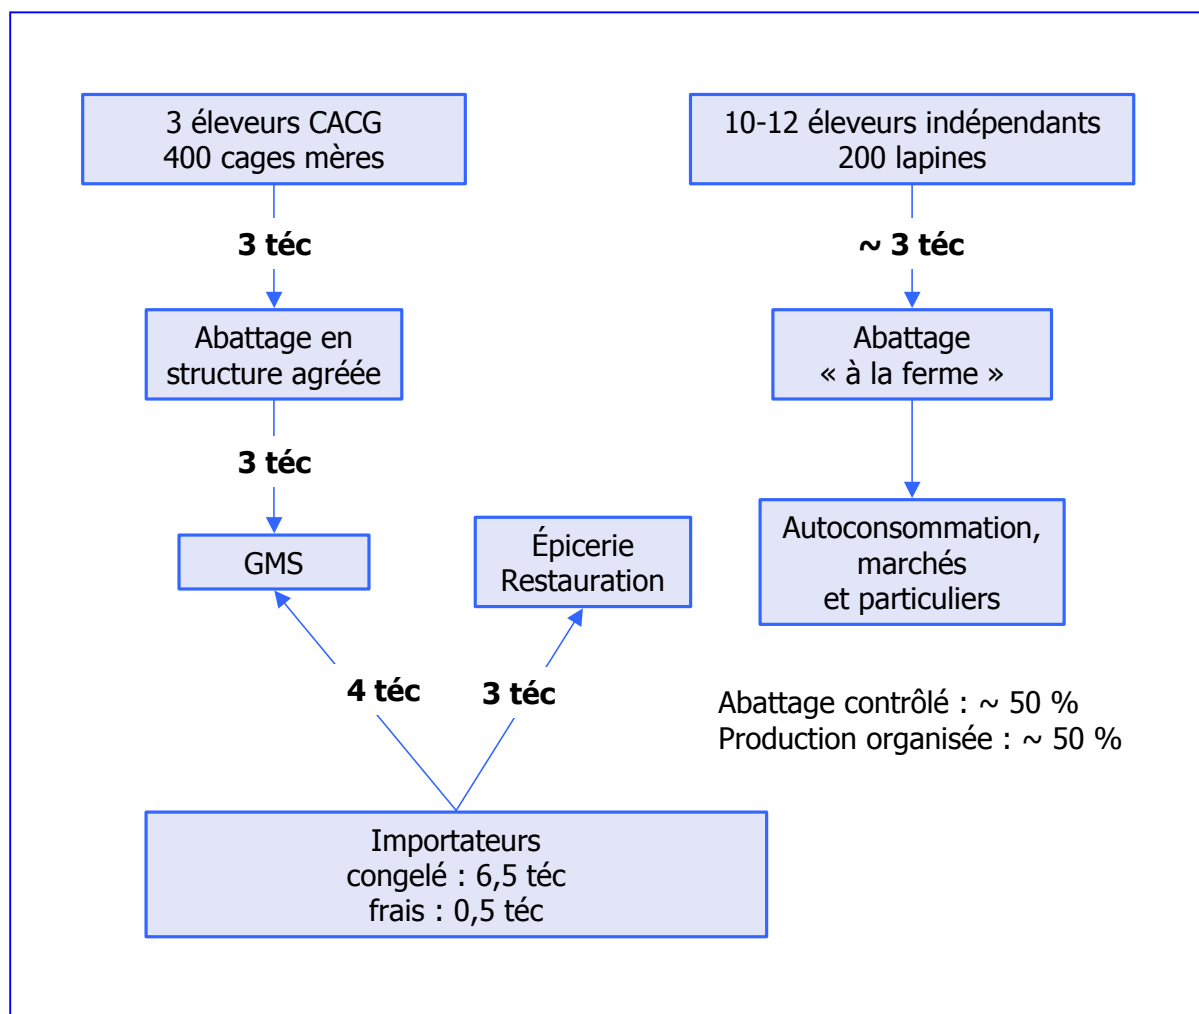 3 éleveurs CACG
400 cages mères
10-12 éleveurs indépendants
200 lapines
3 téc
~ 3 téc
Abattage en
structure agréée
Abattage
« à la ferme »
3 téc
GMS
Épicerie
Restauration
Autoconsommation,
marchés
et particuliers
4 téc
3 téc
Abattage contrôlé : ~ 50 %
Production organisée : ~ 50 %
Importateurs
congelé : 6,5 téc
frais : 0,5 téc